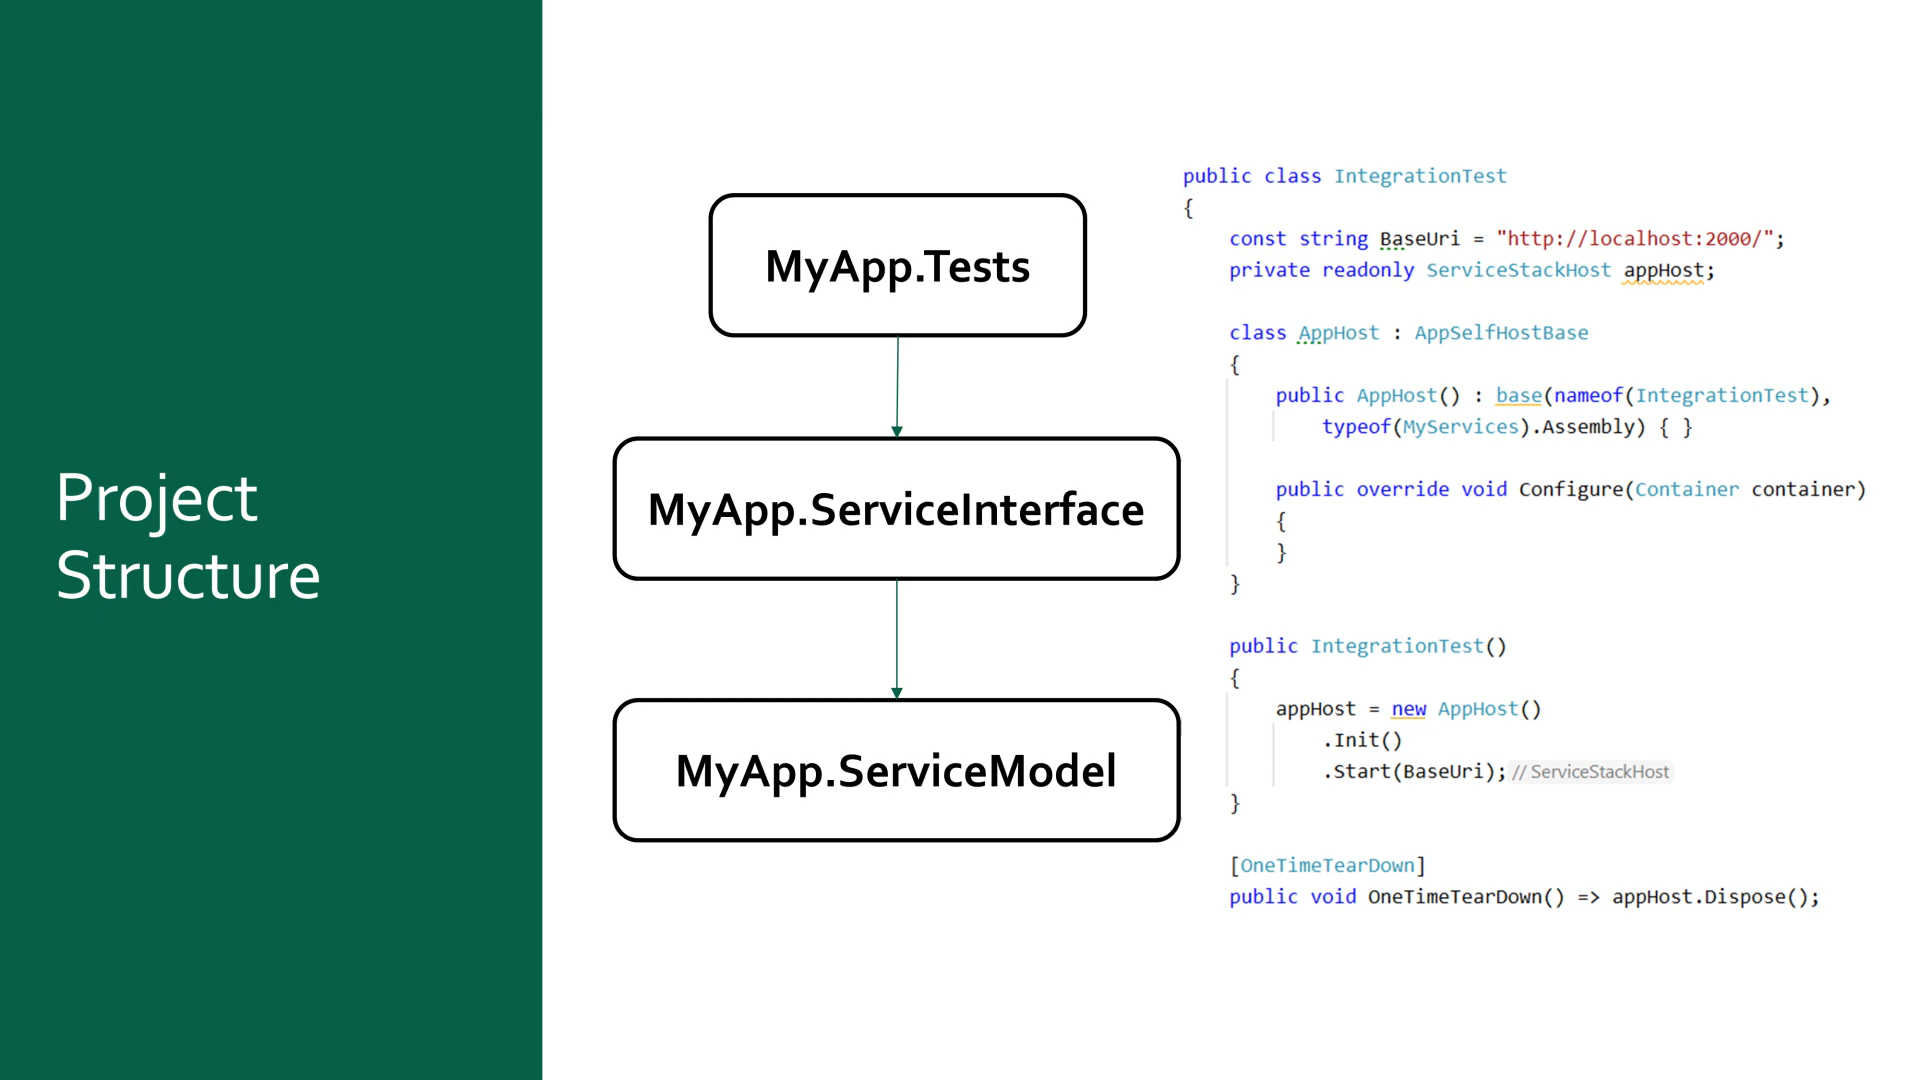 Project
Structure
MyApp.Tests
MyApp.ServiceInterface
MyApp.ServiceModel
public class IntegrationTest
{
    const string BaseUri = "http://localhost:2000/";
    private readonly ServiceStackHost appHost;

    class AppHost : AppSelfHostBase
    {
        public AppHost() : base(nameof(IntegrationTest),
            typeof(MyServices).Assembly) { }

        public override void Configure(Container container)
        {
        }
    }

    public IntegrationTest()
    {
        appHost = new AppHost()
            .Init()
            .Start(BaseUri); // ServiceStackHost
    }

    [OneTimeTearDown]
    public void OneTimeTearDown() => appHost.Dispose();